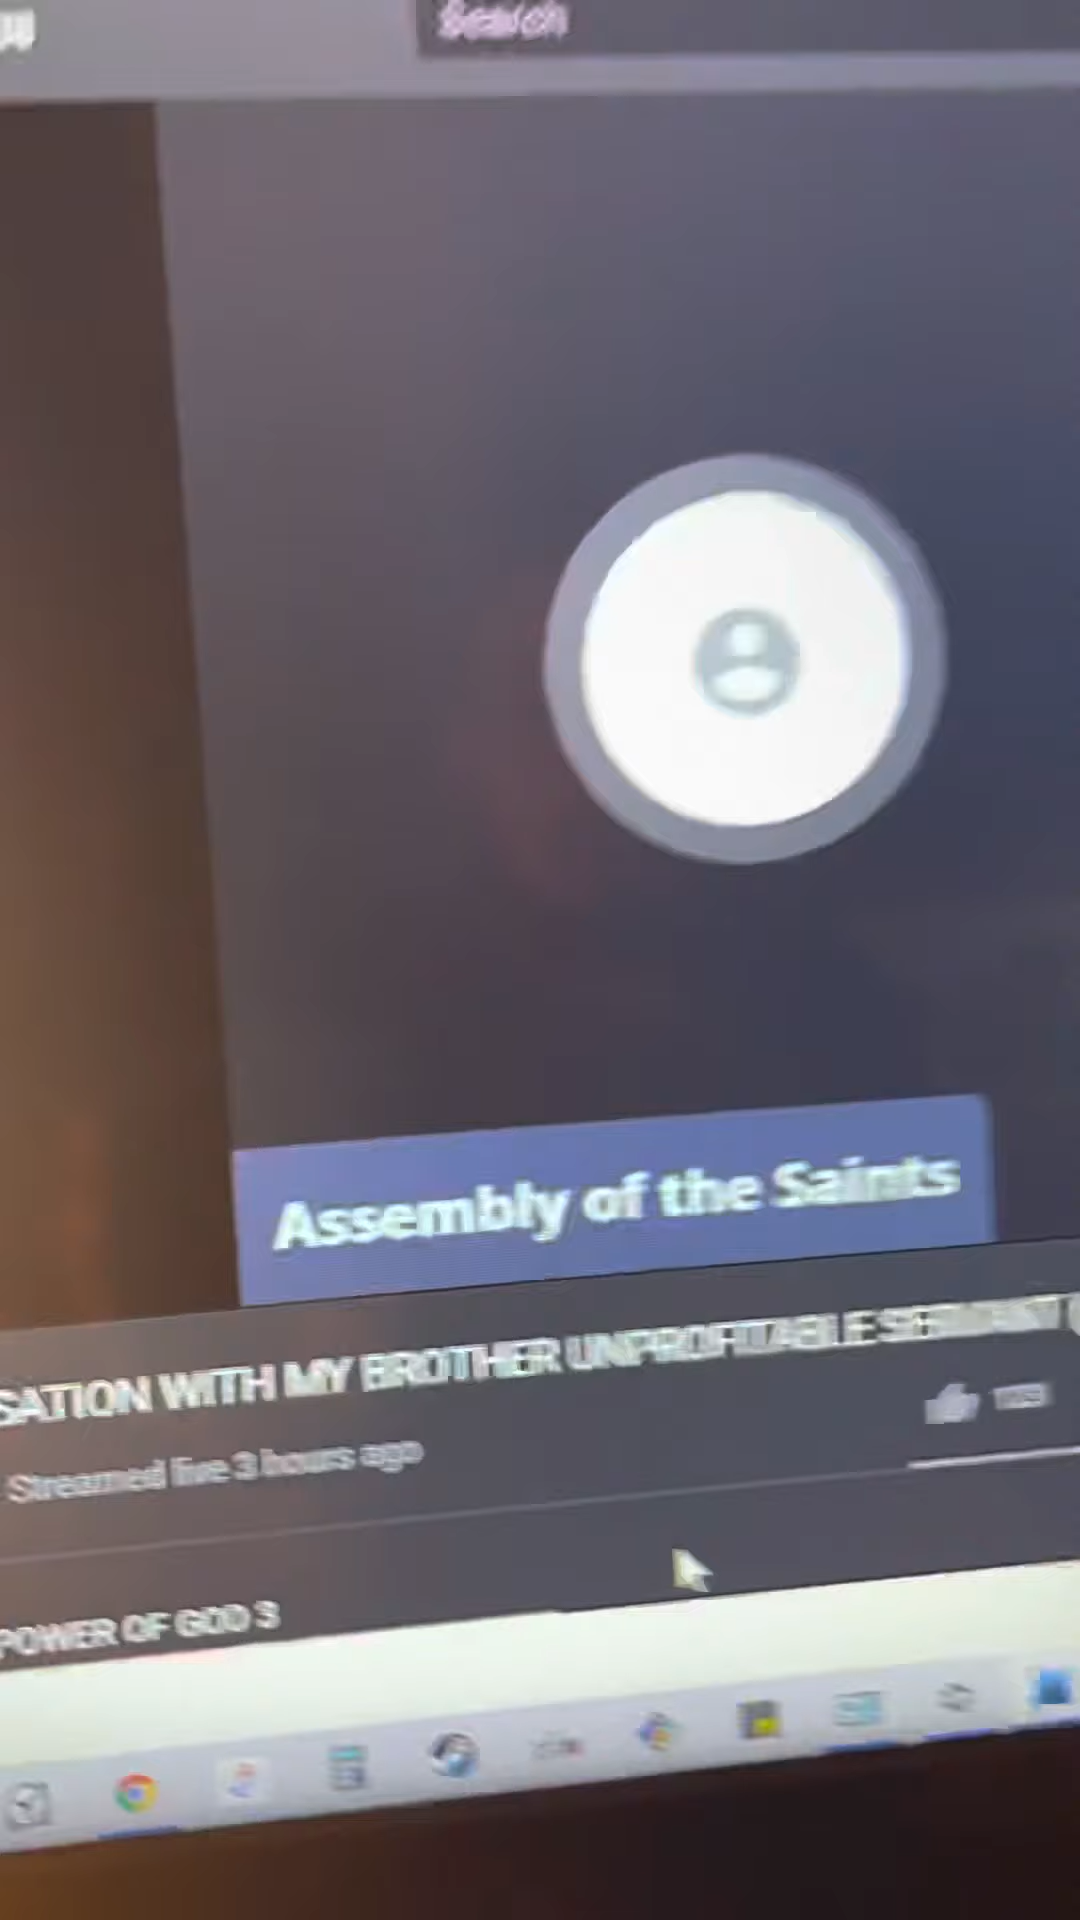 Search
Assembly of the Saints
SATION WITH MY BROTHER UNPROFITABLE SERVANT
Streamed live 3 hours ago
POWER OF GOD 3